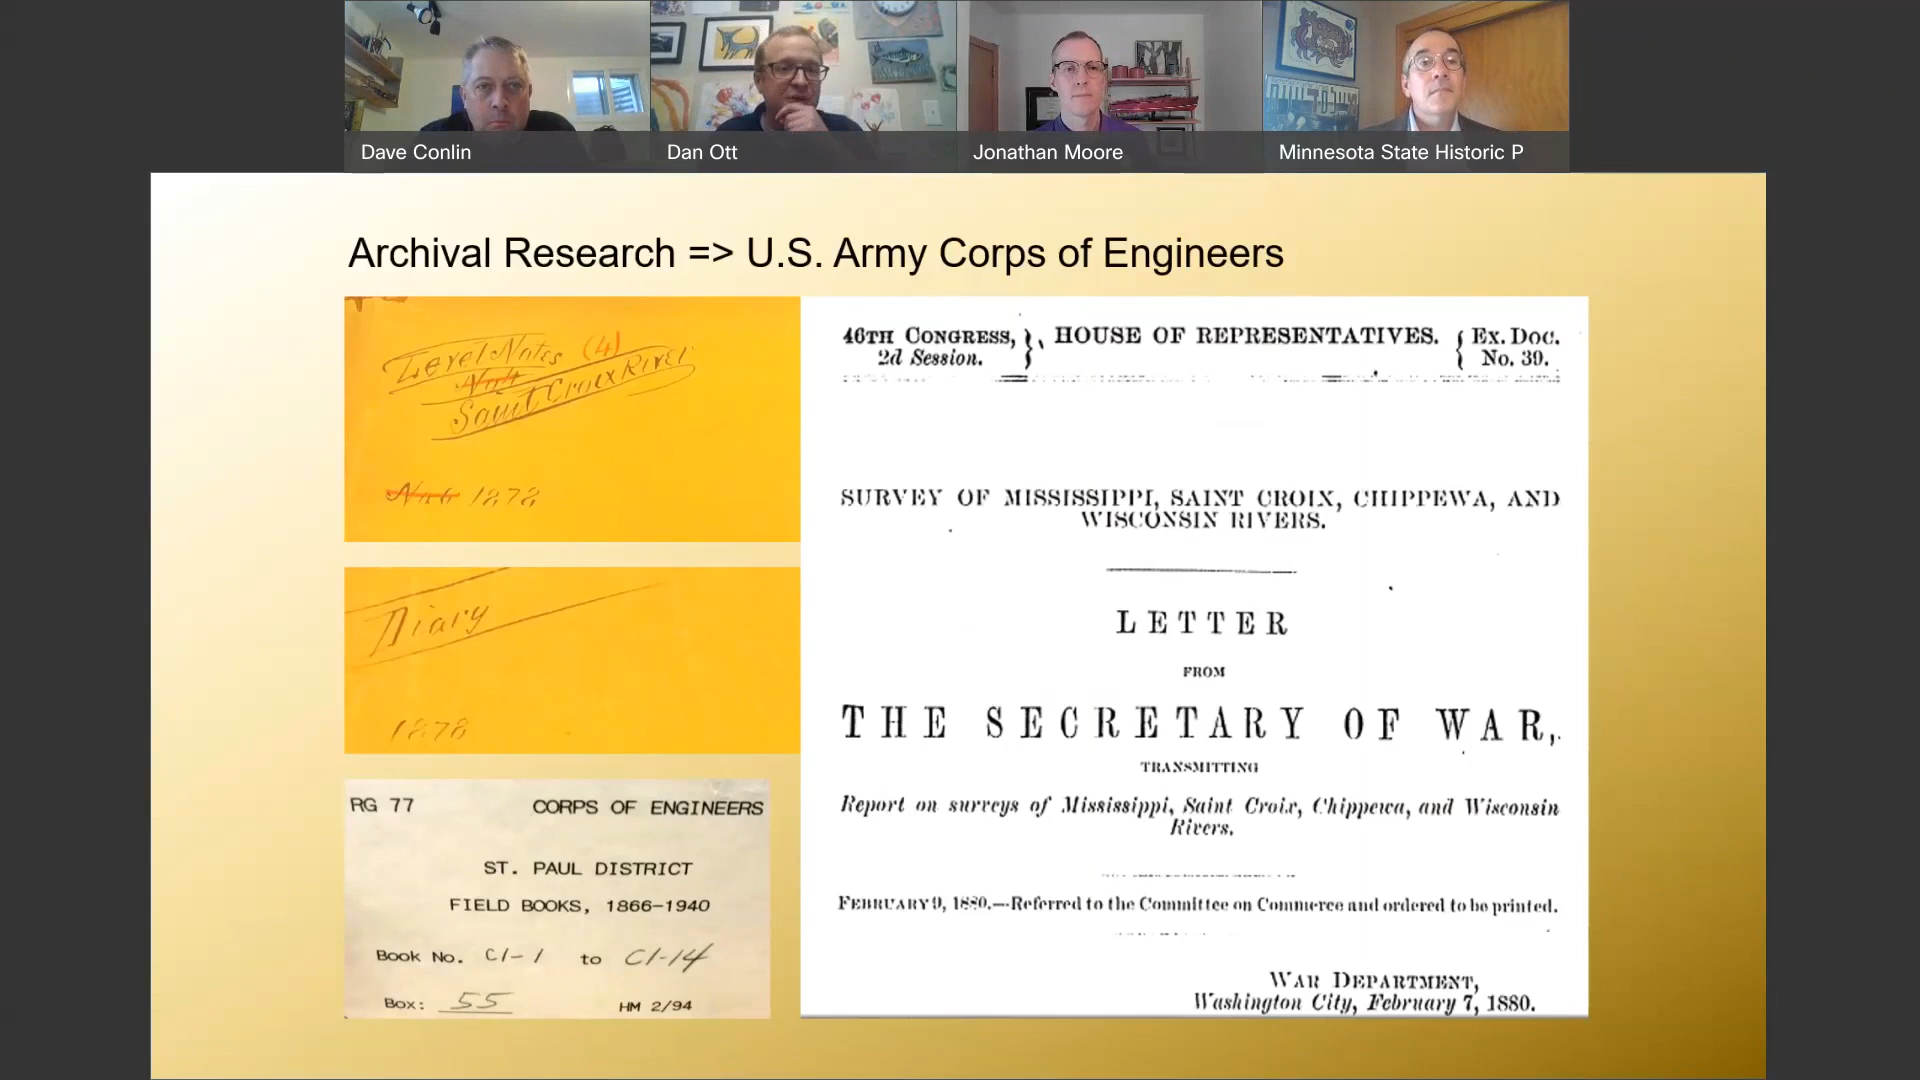 Dave Conlin
Dan Ott
Jonathan Moore
Minnesota State Historic P
Archival Research => U.S. Army Corps of Engineers
Level Notes (4)
Saint Croix River
1878
Diary
1878
RG 77 CORPS OF ENGINEERS
ST. PAUL DISTRICT
FIELD BOOKS, 1866-1940
Book No. C1-1 to C1-14
Box: 55 HM 2/94
46TH CONGRESS, 2d Session. } HOUSE OF REPRESENTATIVES. { Ex. Doc. No. 39.
SURVEY OF MISSISSIPPI, SAINT CROIX, CHIPPEWA, AND
WISCONSIN RIVERS.
LETTER
FROM
THE SECRETARY OF WAR,
TRANSMITTING
Report on surveys of Mississippi, Saint Croix, Chippewa, and Wisconsin
Rivers.
FEBRUARY 9, 1880.—Referred to the Committee on Commerce and ordered to be printed.
WAR DEPARTMENT,
Washington City, February 7, 1880.